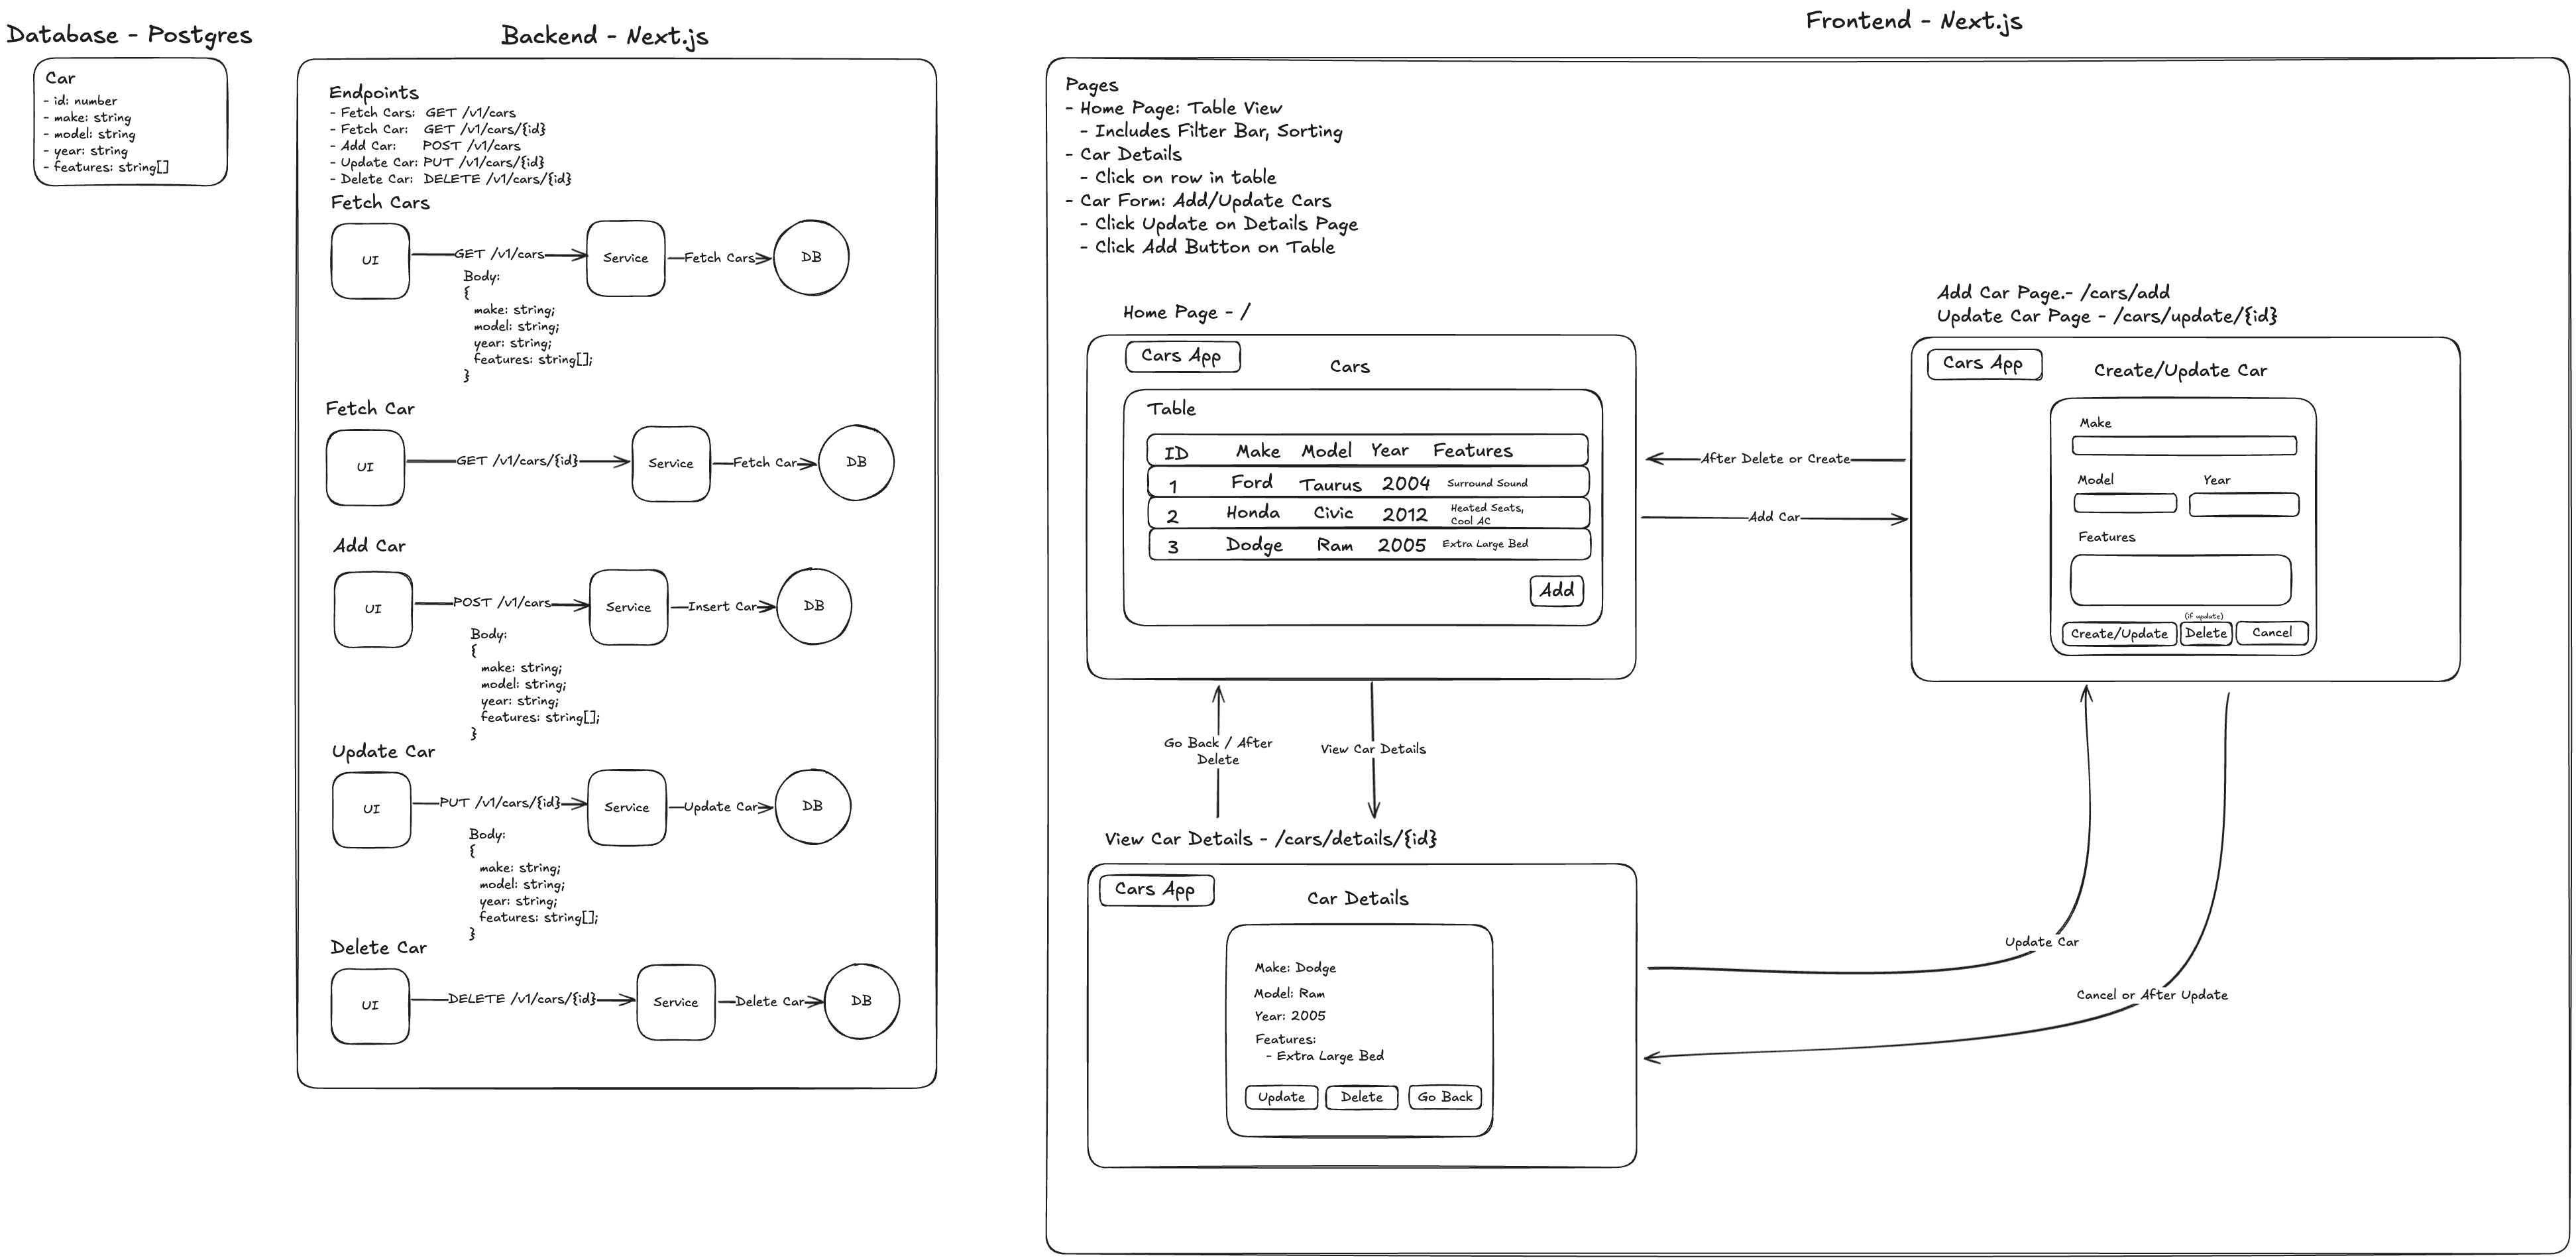 Database - Postgres
Car
- id: number
- make: string
- model: string
- year: string
- features: string[]
Backend - Next.js
Endpoints
- Fetch Cars: GET /v1/cars
- Fetch Car: GET /v1/cars/{id}
- Add Car: POST /v1/cars
- Update Car: PUT /v1/cars/{id}
- Delete Car: DELETE /v1/cars/{id}
Fetch Cars
UI
GET /v1/cars
Service
Fetch Cars
DB
Body:
{
make: string;
model: string;
year: string;
features: string[];
}
Fetch Car
UI
GET /v1/cars/{id}
Service
Fetch Car
DB
Add Car
UI
POST /v1/cars
Service
Insert Car
DB
Body:
{
make: string;
model: string;
year: string;
features: string[];
}
Update Car
UI
PUT /v1/cars/{id}
Service
Update Car
DB
Body:
{
make: string;
model: string;
year: string;
features: string[];
}
Delete Car
UI
DELETE /v1/cars/{id}
Service
Delete Car
DB
Frontend - Next.js
Pages
- Home Page: Table View
- Includes Filter Bar, Sorting
- Car Details
- Click on row in table
- Car Form: Add/Update Cars
- Click Update on Details Page
- Click Add Button on Table
Home Page - /
Cars App
Cars
Table
ID Make Model Year Features
1 Ford Taurus 2004 Surround Sound
2 Honda Civic 2012 Heated Seats,
Cool AC
3 Dodge Ram 2005 Extra Large Bed
Add
After Delete or Create
Add Car
Add Car Page.- /cars/add
Update Car Page - /cars/update/{id}
Cars App
Create/Update Car
Make
Model Year
Features
(if update)
Create/Update Delete Cancel
Go Back / After
Delete
View Car Details
View Car Details - /cars/details/{id}
Cars App
Car Details
Make: Dodge
Model: Ram
Year: 2005
Features:
- Extra Large Bed
Update Delete Go Back
Update Car
Cancel or After Update